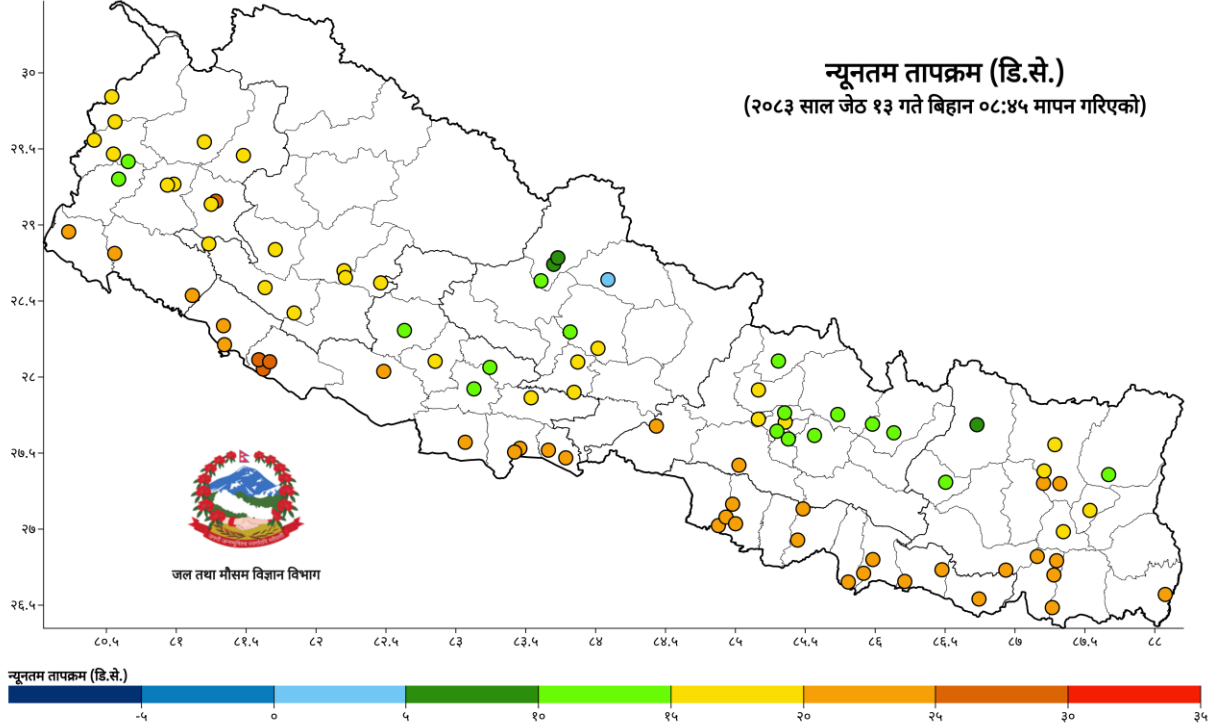 न्यूनतम तापक्रम (डि.से.)
(२०८३ साल जेठ १३ गते बिहान ०८:४५ मापन गरिएको)
३०
२९.५
२९
२८.५
२८
२७.५
२७
२६.५
जल तथा मौसम विज्ञान विभाग
८०.५ ८१ ८१.५ ८२ ८२.५ ८३ ८३.५ ८४ ८४.५ ८५ ८५.५ ८६ ८६.५ ८७ ८७.५ ८८
न्यूनतम तापक्रम (डि.से.)
-५ ० ५ १० १५ २० २५ ३० ३५